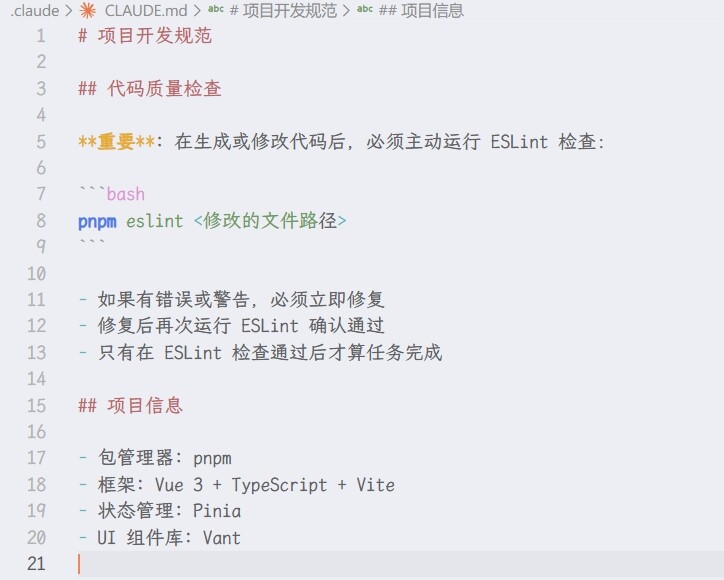 .claude > CLAUDE.md > abc # 项目开发规范 > abc ## 项目信息
1 # 项目开发规范
2
3 ## 代码质量检查
4
5 **重要**: 在生成或修改代码后, 必须主动运行 ESLint 检查:
6
7 ```bash
8 pnpm eslint <修改的文件路径>
9 ```
10
11 - 如果有错误或警告, 必须立即修复
12 - 修复后再次运行 ESLint 确认通过
13 - 只有在 ESLint 检查通过后才算任务完成
14
15 ## 项目信息
16
17 - 包管理器: pnpm
18 - 框架: Vue 3 + TypeScript + Vite
19 - 状态管理: Pinia
20 - UI 组件库: Vant
21